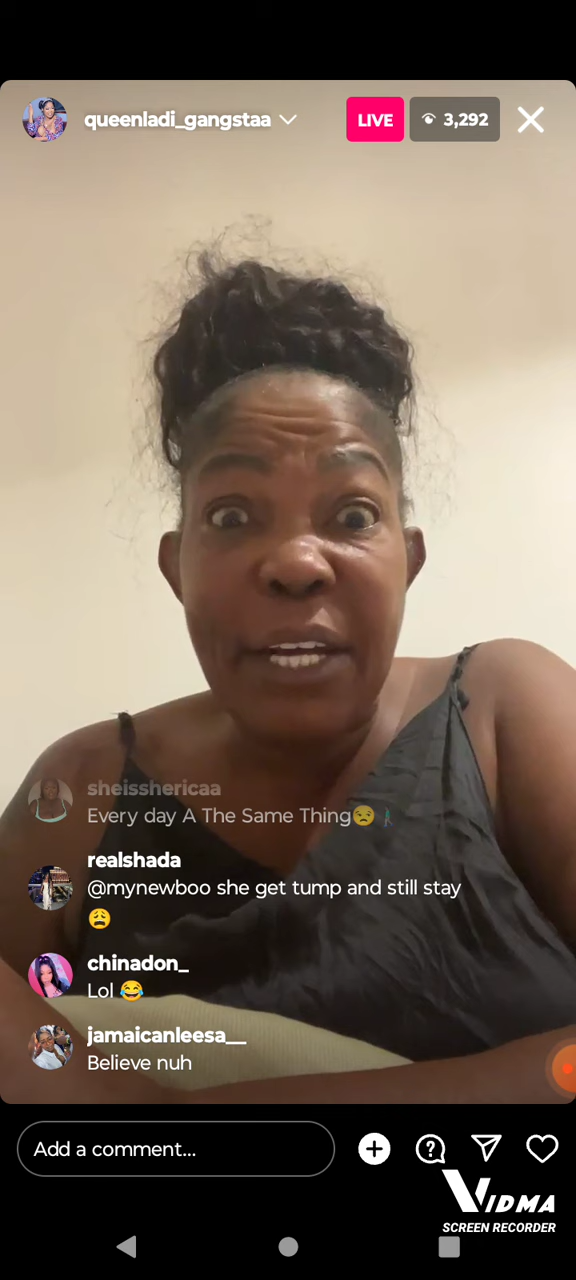 queenladi_gangstaa
LIVE
3,292
sheissshericaa
Every day A The Same Thing😒🚶
realshada
@mynewboo she get tump and still stay
😩
chinadon_
Lol 😂
jamaicanleesa__
Believe nuh
Add a comment...
VIDMA
SCREEN RECORDER